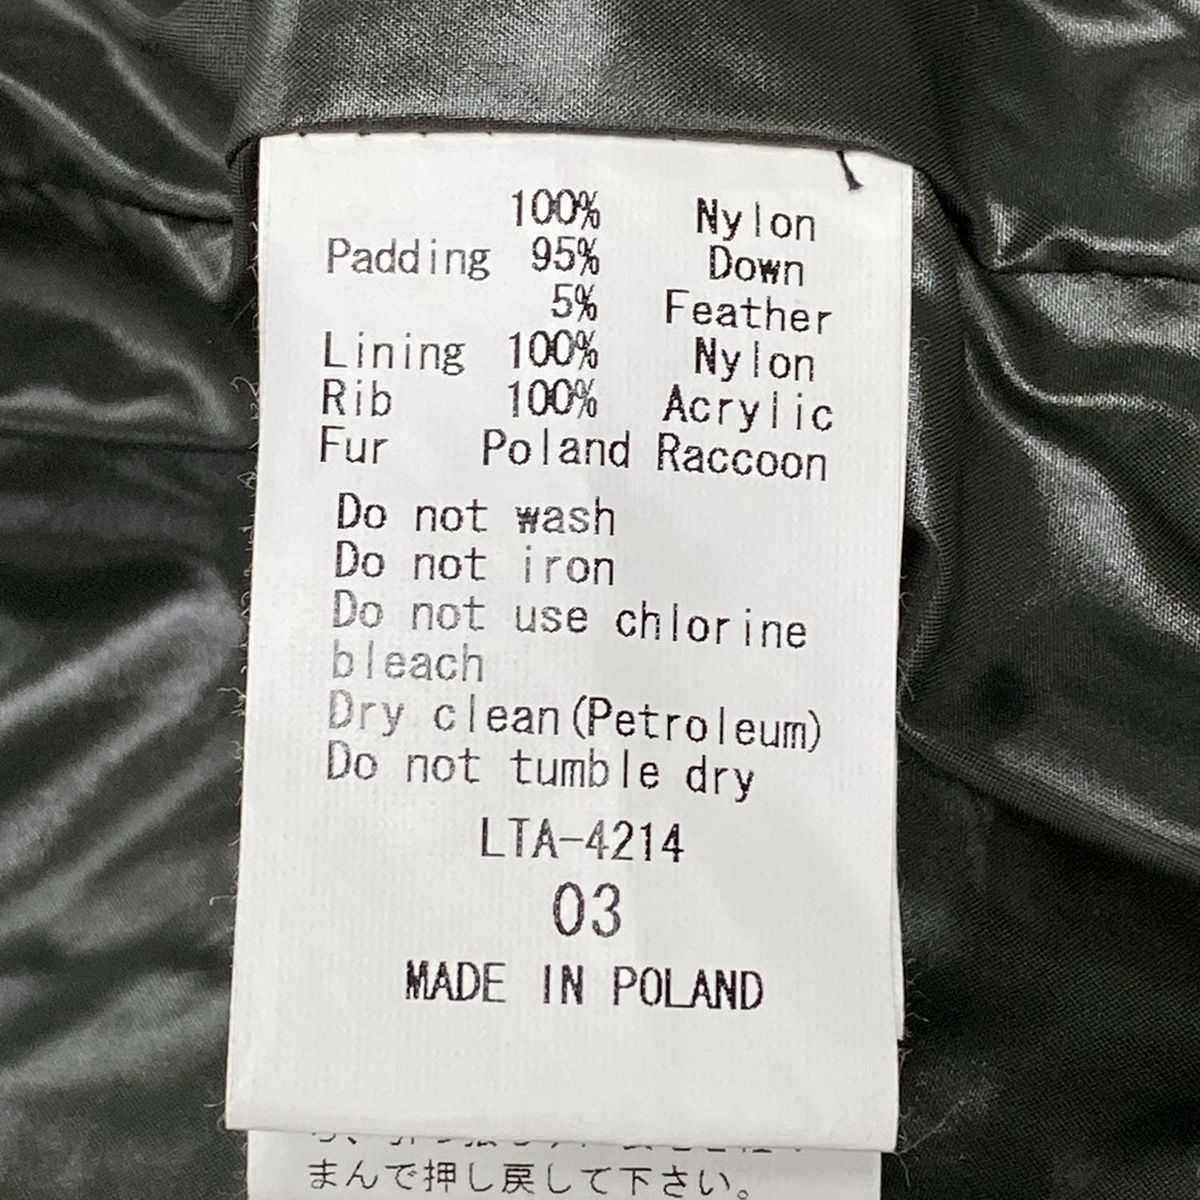 100% Nylon
Padding 95% Down
5% Feather
Lining 100% Nylon
Rib 100% Acrylic
Fur Poland Raccoon
Do not wash
Do not iron
Do not use chlorine
bleach
Dry clean(Petroleum)
Do not tumble dry
LTA-4214
03
MADE IN POLAND
まんで押し戻して下さい。